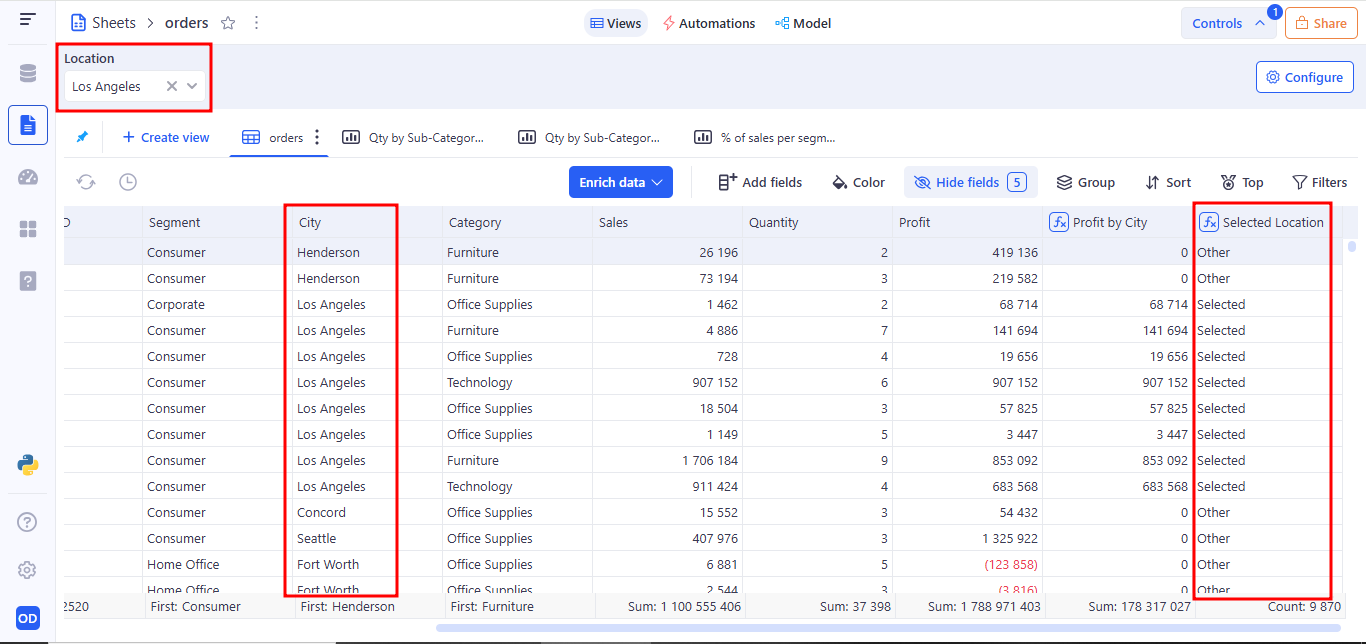 Sheets > orders
Views
Automations
Model
Controls
1
Share
Location
Los Angeles
Configure
+ Create view
orders
Qty by Sub-Categor...
Qty by Sub-Categor...
% of sales per segm...
Enrich data
Add fields
Color
Hide fields 5
Group
Sort
Top
Filters
Segment City Category Sales Quantity Profit fx Profit by City fx Selected Location
Consumer Henderson Furniture 26 196 2 419 136 0 Other
Consumer Henderson Furniture 73 194 3 219 582 0 Other
Corporate Los Angeles Office Supplies 1 462 2 68 714 68 714 Selected
Consumer Los Angeles Furniture 4 886 7 141 694 141 694 Selected
Consumer Los Angeles Office Supplies 728 4 19 656 19 656 Selected
Consumer Los Angeles Technology 907 152 6 907 152 907 152 Selected
Consumer Los Angeles Office Supplies 18 504 3 57 825 57 825 Selected
Consumer Los Angeles Office Supplies 1 149 5 3 447 3 447 Selected
Consumer Los Angeles Furniture 1 706 184 9 853 092 853 092 Selected
Consumer Los Angeles Technology 911 424 4 683 568 683 568 Selected
Consumer Concord Office Supplies 15 552 3 54 432 0 Other
Consumer Seattle Office Supplies 407 976 3 1 325 922 0 Other
Home Office Fort Worth Office Supplies 6 881 5 (123 858) 0 Other
Home Office Fort Worth Office Supplies 2 544 3 (3 816) 0 Other
2520 First: Consumer First: Henderson First: Furniture Sum: 1 100 555 406 Sum: 37 398 Sum: 1 788 971 403 Sum: 178 317 027 Count: 9 870
OD